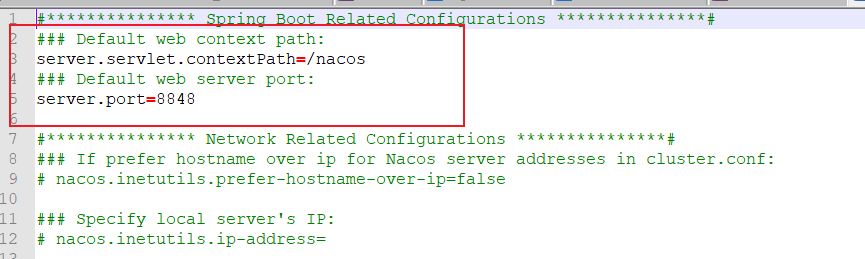 1 #*************** Spring Boot Related Configurations ***************#
2 ### Default web context path:
3 server.servlet.contextPath=/nacos
4 ### Default web server port:
5 server.port=8848
6
7 #*************** Network Related Configurations ***************#
8 ### If prefer hostname over ip for Nacos server addresses in cluster.conf:
9 # nacos.inetutils.prefer-hostname-over-ip=false
10
11 ### Specify local server's IP:
12 # nacos.inetutils.ip-address=
13